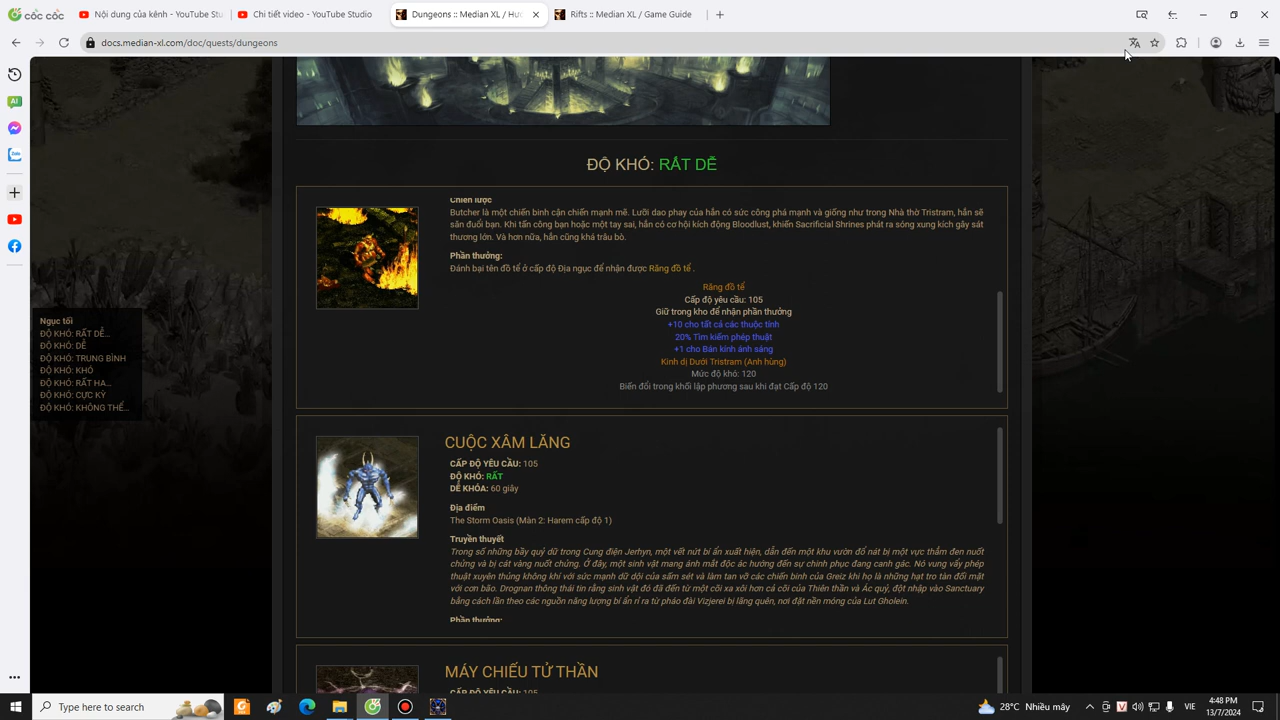 cốc cốc
Nội dung của kênh - YouTube Stu
Chi tiết video - YouTube Studio
Dungeons :: Median XL / Hướ
Rifts :: Median XL / Game Guide
docs.median-xl.com/doc/quests/dungeons
AI
Zalo
ĐỘ KHÓ: RẤT DỄ
Chiến lược
Butcher là một chiến binh cận chiến mạnh mẽ. Lưỡi dao phay của hắn có sức công phá mạnh và giống như trong Nhà thờ Tristram, hắn sẽ
săn đuổi bạn. Khi tấn công bạn hoặc một tay sai, hắn có cơ hội kích động Bloodlust, khiến Sacrificial Shrines phát ra sóng xung kích gây sát
thương lớn. Và hơn nữa, hắn cũng khá trâu bò.
Phần thưởng:
Đánh bại tên đồ tể ở cấp độ Địa ngục để nhận được Răng đồ tể .
Răng đồ tể
Cấp độ yêu cầu: 105
Giữ trong kho để nhận phần thưởng
+10 cho tất cả các thuộc tính
20% Tìm kiếm phép thuật
+1 cho Bán kính ánh sáng
Kinh dị Dưới Tristram (Anh hùng)
Mức độ khó: 120
Biến đổi trong khối lập phương sau khi đạt Cấp độ 120
Ngục tối
ĐỘ KHÓ: RẤT DỄ...
ĐỘ KHÓ: DỄ
ĐỘ KHÓ: TRUNG BÌNH
ĐỘ KHÓ: KHÓ
ĐỘ KHÓ: RẤT HA...
ĐỘ KHÓ: CỰC KỲ
ĐỘ KHÓ: KHÔNG THỂ...
CUỘC XÂM LĂNG
CẤP ĐỘ YÊU CẦU: 105
ĐỘ KHÓ: RẤT
DỄ KHÓA: 60 giây
Địa điểm
The Storm Oasis (Màn 2: Harem cấp độ 1)
Truyền thuyết
Trong số những bầy quỷ dữ trong Cung điện Jerhyn, một vết nứt bí ẩn xuất hiện, dẫn đến một khu vườn đổ nát bị một vực thẳm đen nuốt
chửng và bị cát vàng nuốt chửng. Ở đây, một sinh vật mang ánh mắt độc ác hướng đến sự chinh phục đang canh gác. Nó vung vẩy phép
thuật xuyên thủng không khí với sức mạnh dữ dội của sấm sét và làm tan vỡ các chiến binh của Greiz khi họ là những hạt tro tàn đối mặt
với cơn bão. Drognan thông thái tin rằng sinh vật đó đã đến từ một cõi xa xôi hơn cả cõi của Thiên thần và Ác quỷ, đột nhập vào Sanctuary
bằng cách lần theo các nguồn năng lượng bí ẩn rỉ ra từ pháo đài Vizjerei bị lãng quên, nơi đặt nền móng của Lut Gholein.
Phần thưởng:
MÁY CHIẾU TỬ THẦN
CẤP ĐỘ YÊU CẦU: 105
Type here to search
28°C Nhiều mây
VIE
4:48 PM
13/7/2024